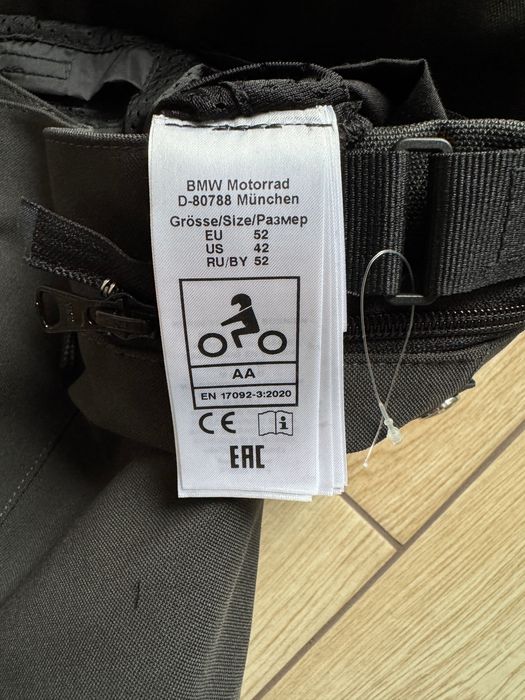 BMW Motorrad
D-80788 München
Grösse/Size/Размер
EU 52
US 42
RU/BY 52
AA
EN 17092-3:2020
CE
i
EAC